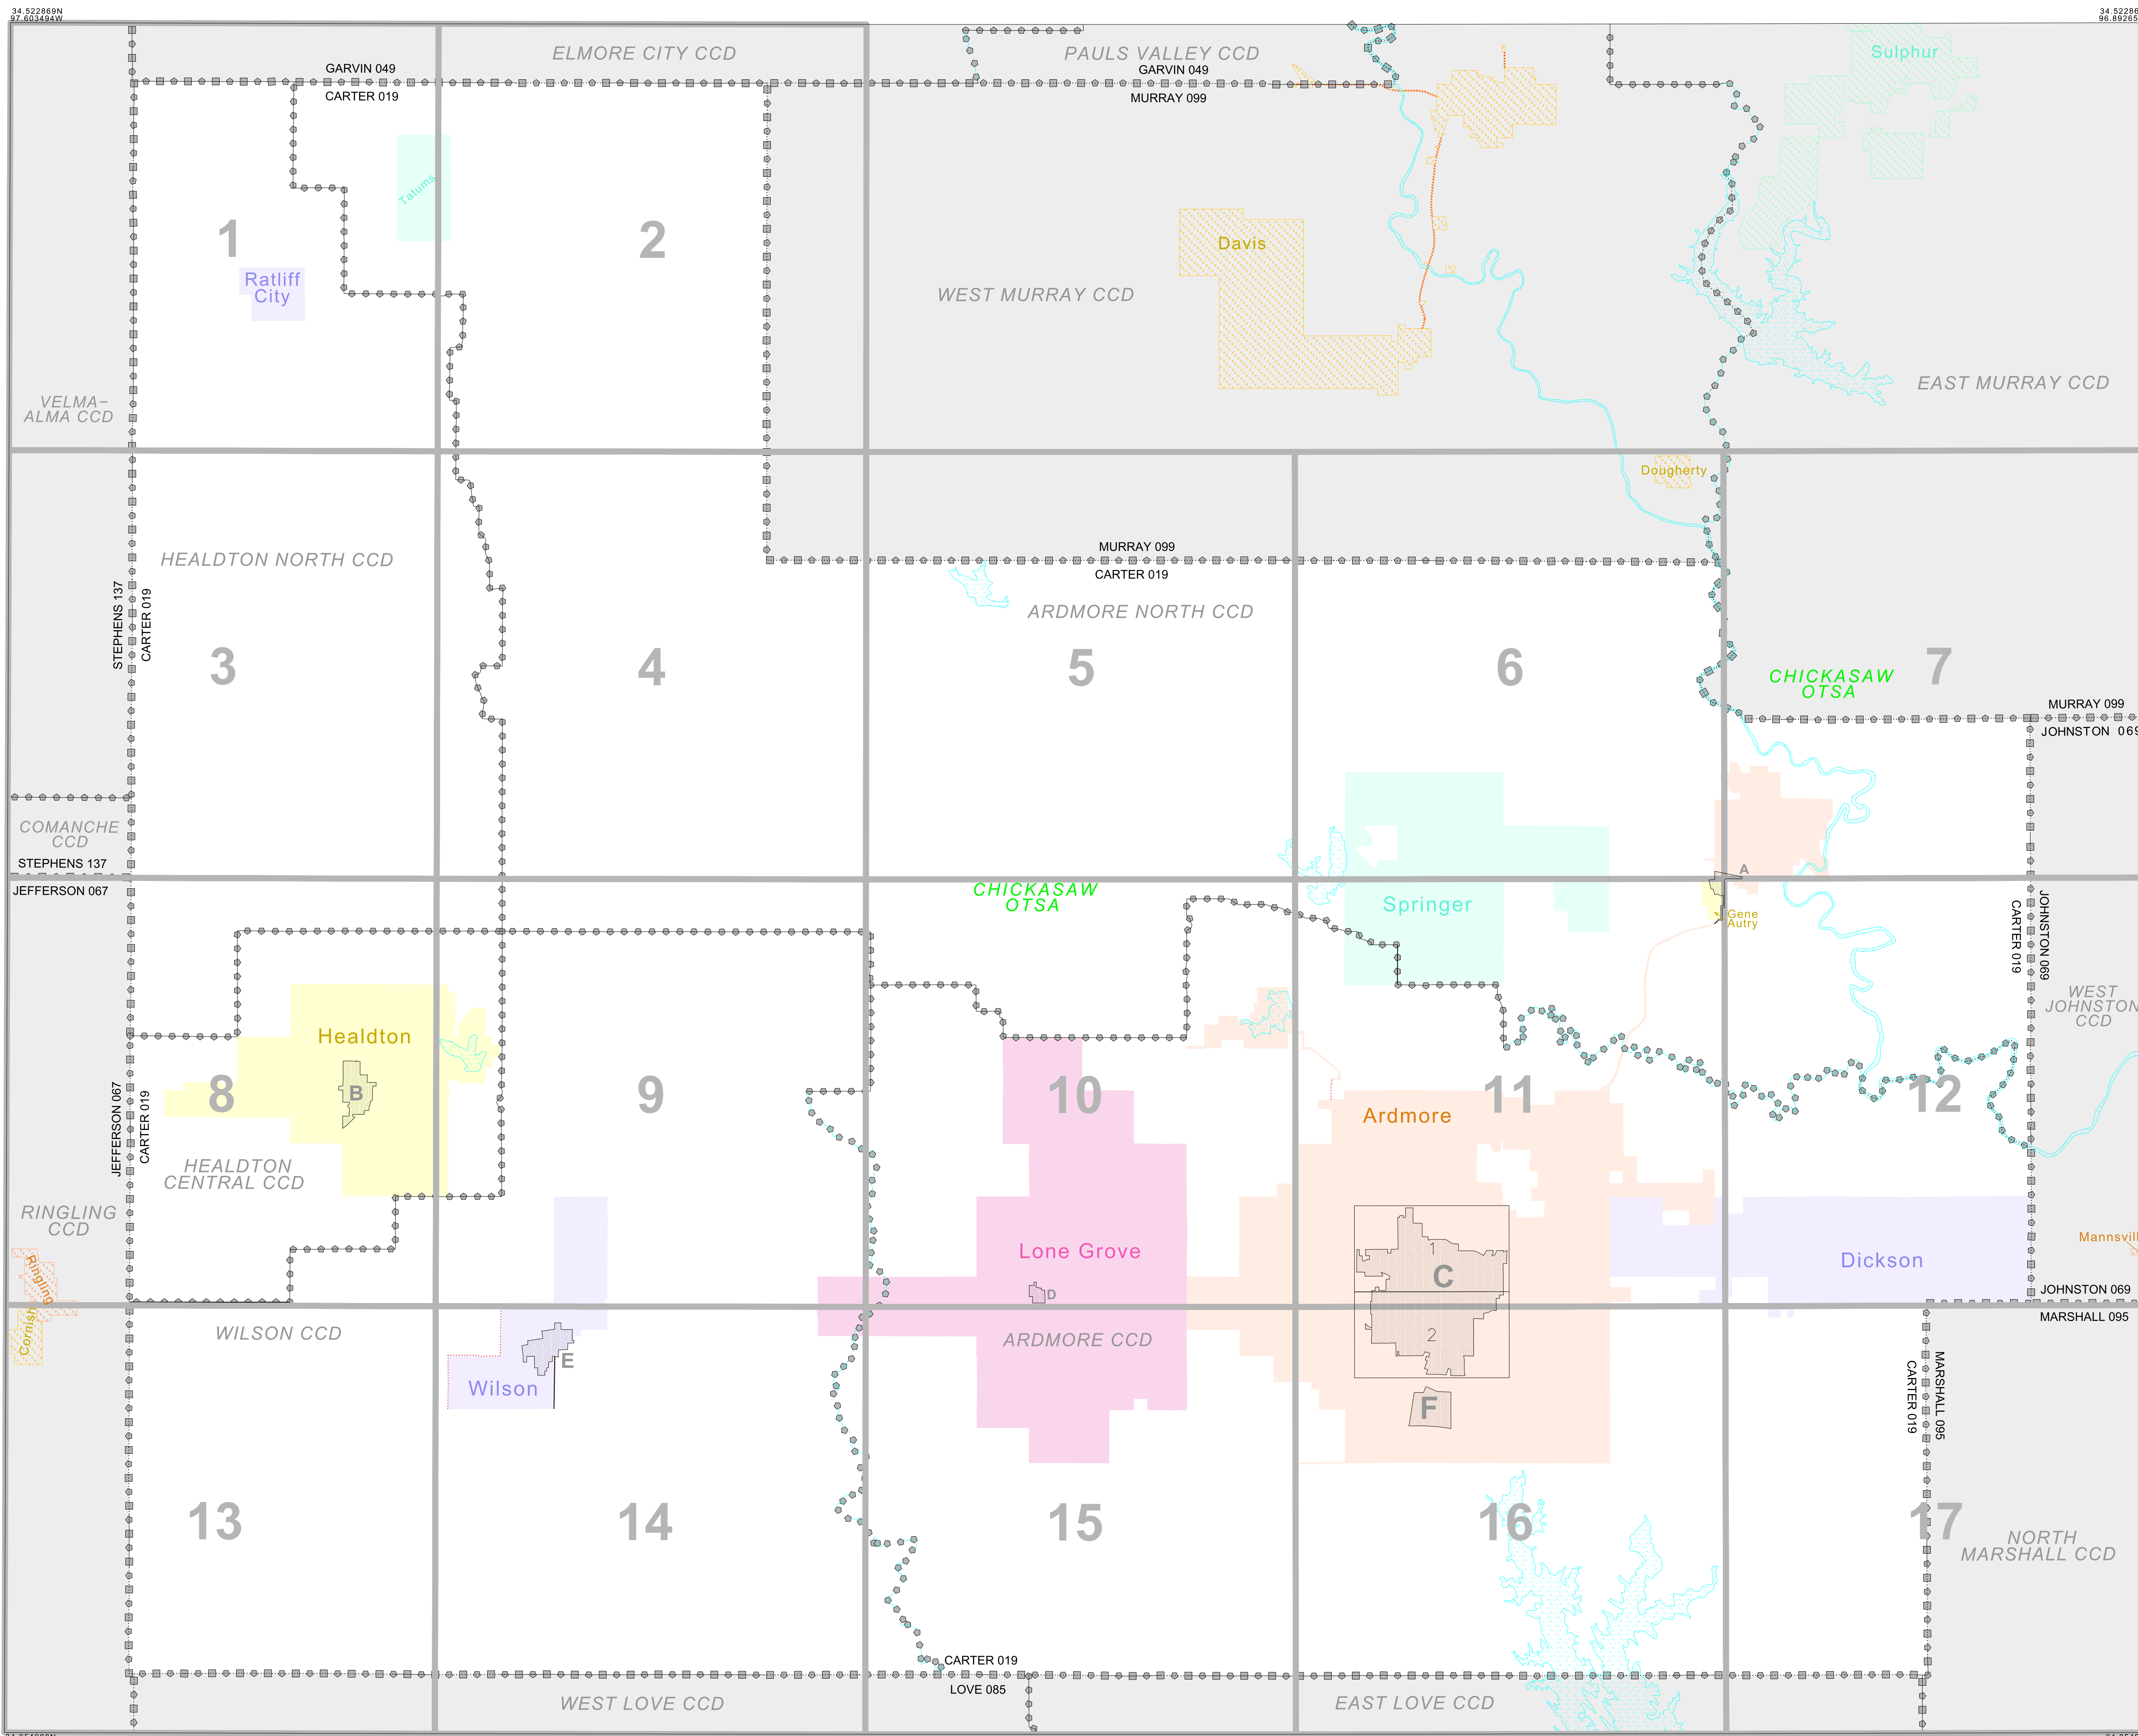 34.522869N
97.603494W
34.52286
96.89265
ELMORE CITY CCD
PAULS VALLEY CCD
Sulphur
GARVIN 049
CARTER 019
GARVIN 049
MURRAY 099
Tatums
1
2
Ratliff
City
Davis
WEST MURRAY CCD
EAST MURRAY CCD
VELMA-
ALMA CCD
Dougherty
HEALDTON NORTH CCD
MURRAY 099
CARTER 019
ARDMORE NORTH CCD
STEPHENS 137
CARTER 019
3
4
5
6
7
CHICKASAW
OTSA
MURRAY 099
JOHNSTON 069
COMANCHE
CCD
STEPHENS 137
JEFFERSON 067
A
CHICKASAW
OTSA
Springer
Gene
Autry
JOHNSTON 069
CARTER 019
WEST
JOHNSTON
CCD
Healdton
B
8
9
10
11
12
Ardmore
JEFFERSON 067
CARTER 019
HEALDTON
CENTRAL CCD
RINGLING
CCD
Ringling
Cornish
Lone Grove
D
1
C
2
Dickson
Mannsvil
JOHNSTON 069
MARSHALL 095
WILSON CCD
ARDMORE CCD
E
Wilson
F
MARSHALL 095
CARTER 019
13
14
15
16
17
NORTH
MARSHALL CCD
CARTER 019
LOVE 085
WEST LOVE CCD
EAST LOVE CCD